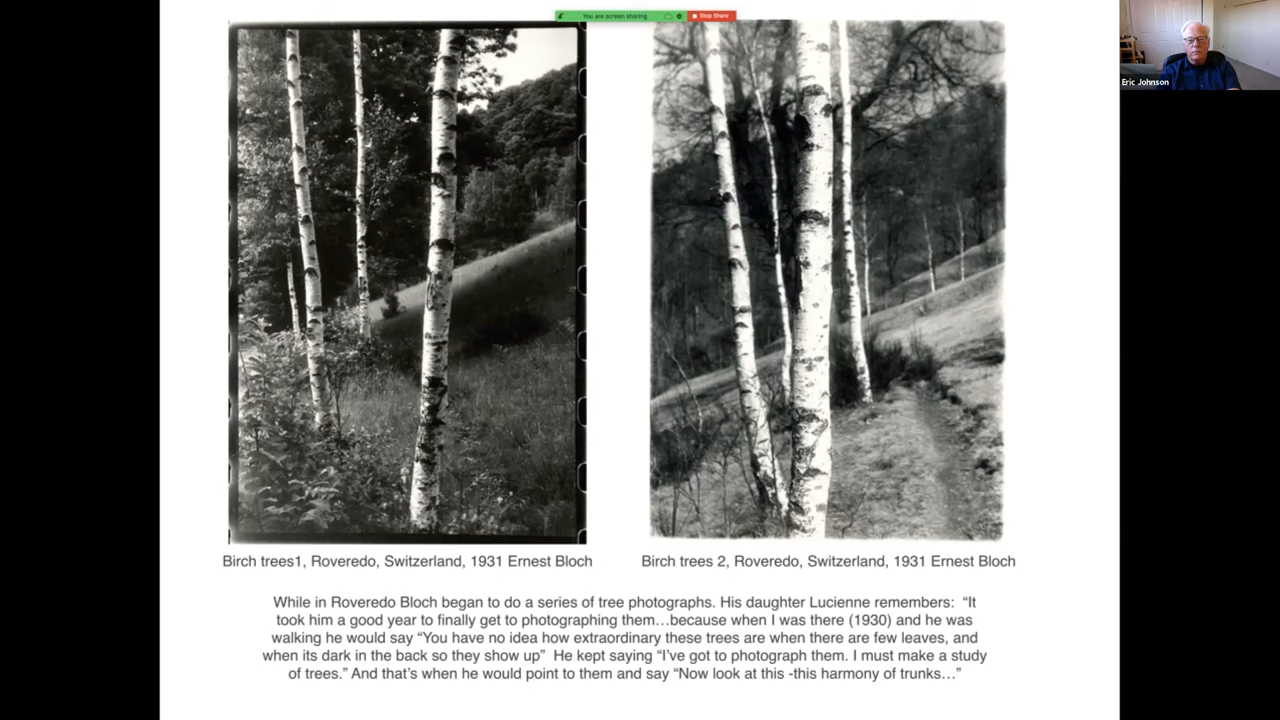 You are screen sharing
Stop Share
Eric Johnson
Birch trees1, Roveredo, Switzerland, 1931 Ernest Bloch
Birch trees 2, Roveredo, Switzerland, 1931 Ernest Bloch
While in Roveredo Bloch began to do a series of tree photographs. His daughter Lucienne remembers:  “It
took him a good year to finally get to photographing them…because when I was there (1930) and he was
walking he would say “You have no idea how extraordinary these trees are when there are few leaves, and
when its dark in the back so they show up”  He kept saying “I've got to photograph them. I must make a study
of trees.” And that's when he would point to them and say “Now look at this -this harmony of trunks…”